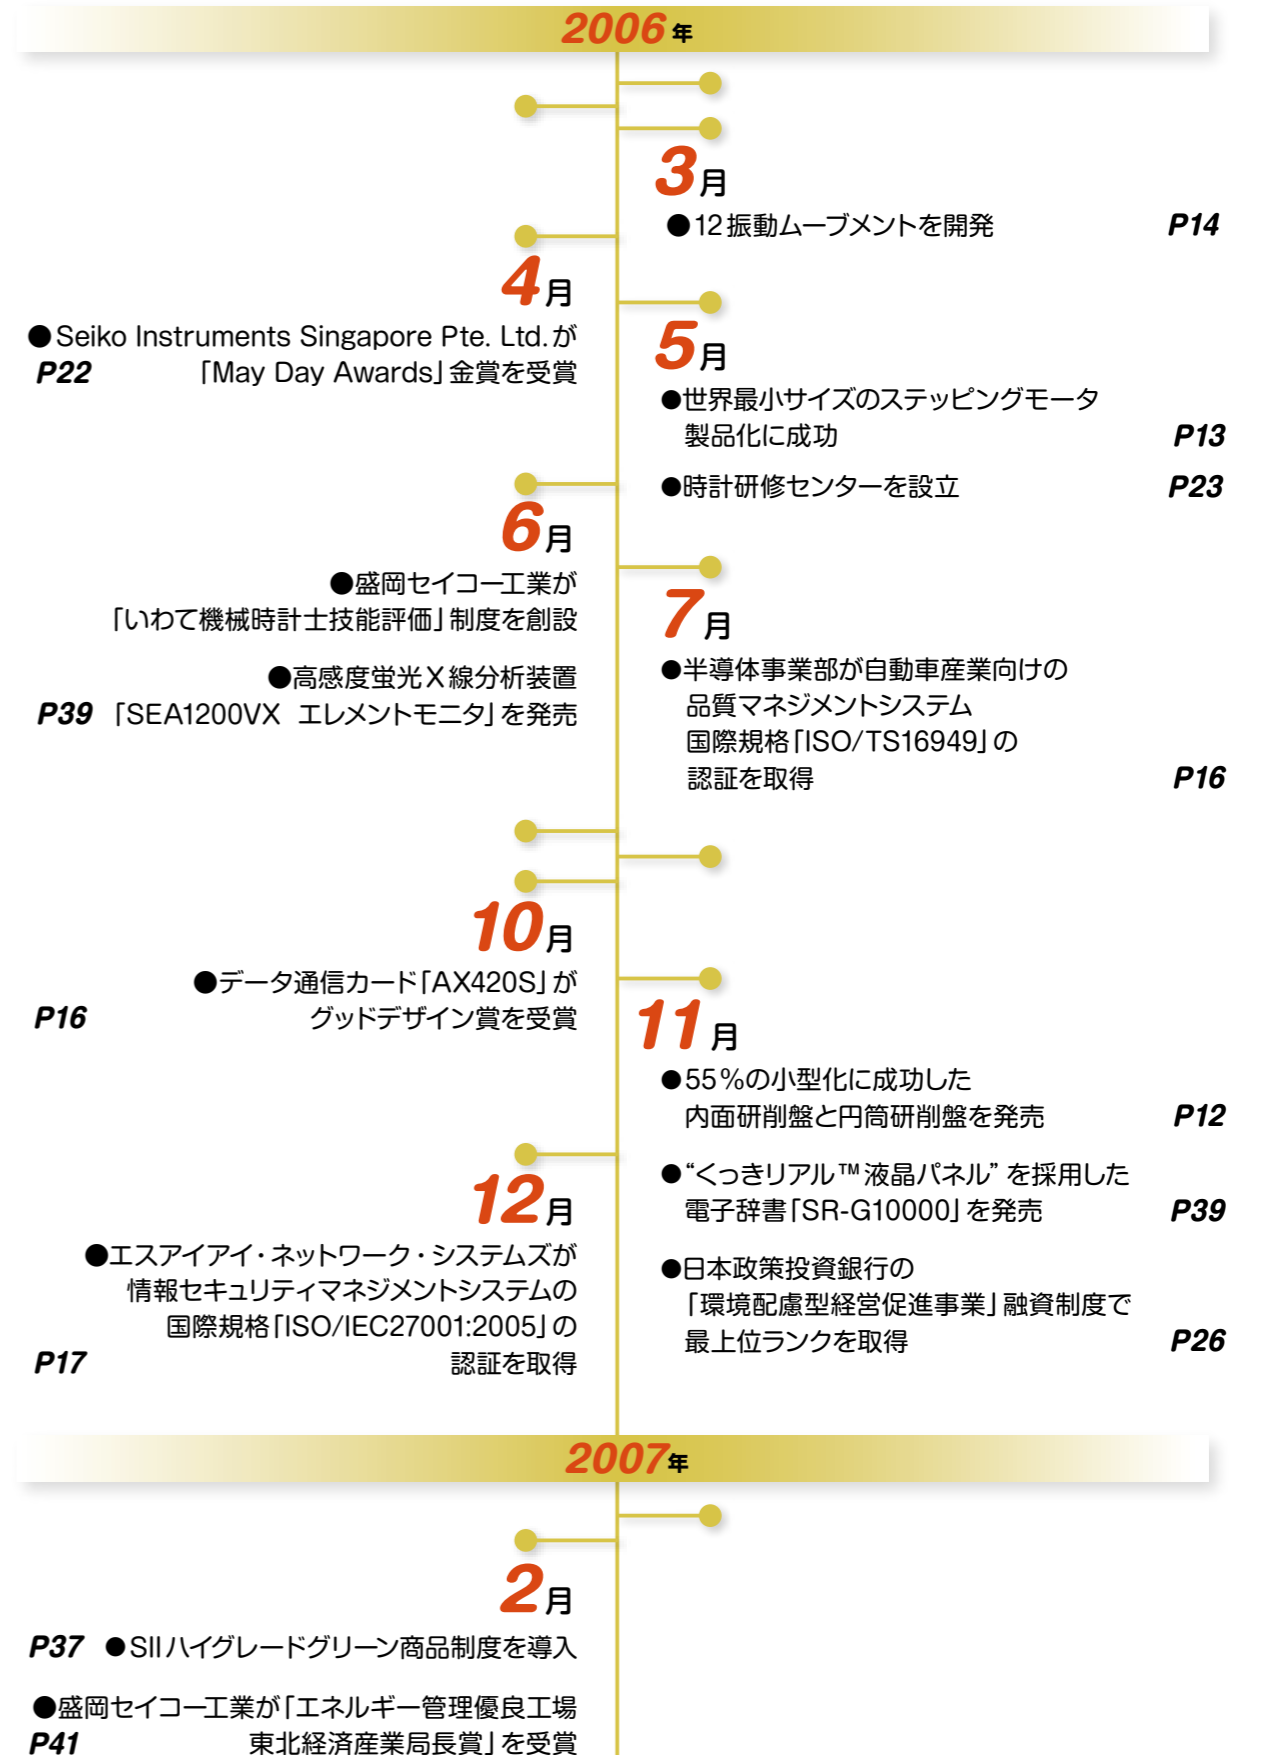 2006年
3月
●12振動ムーブメントを開発 P14
4月
●Seiko Instruments Singapore Pte. Ltd.が
P22 「May Day Awards」金賞を受賞
5月
●世界最小サイズのステッピングモータ
製品化に成功 P13
●時計研修センターを設立 P23
6月
●盛岡セイコー工業が
「いわて機械時計士技能評価」制度を創設
●高感度蛍光X線分析装置
P39 「SEA1200VX エレメントモニタ」を発売
7月
●半導体事業部が自動車産業向けの
品質マネジメントシステム
国際規格「ISO/TS16949」の
認証を取得 P16
10月
●データ通信カード「AX420S」が
P16 グッドデザイン賞を受賞
11月
●55%の小型化に成功した
内面研削盤と円筒研削盤を発売 P12
●“くっきリアル™液晶パネル”を採用した
電子辞書「SR-G10000」を発売 P39
●日本政策投資銀行の
「環境配慮型経営促進事業」融資制度で
最上位ランクを取得 P26
12月
●エスアイアイ・ネットワーク・システムズが
情報セキュリティマネジメントシステムの
国際規格「ISO/IEC27001:2005」の
P17 認証を取得
2007年
2月
P37 ●SIIハイグレードグリーン商品制度を導入
●盛岡セイコー工業が「エネルギー管理優良工場
P41 東北経済産業局長賞」を受賞